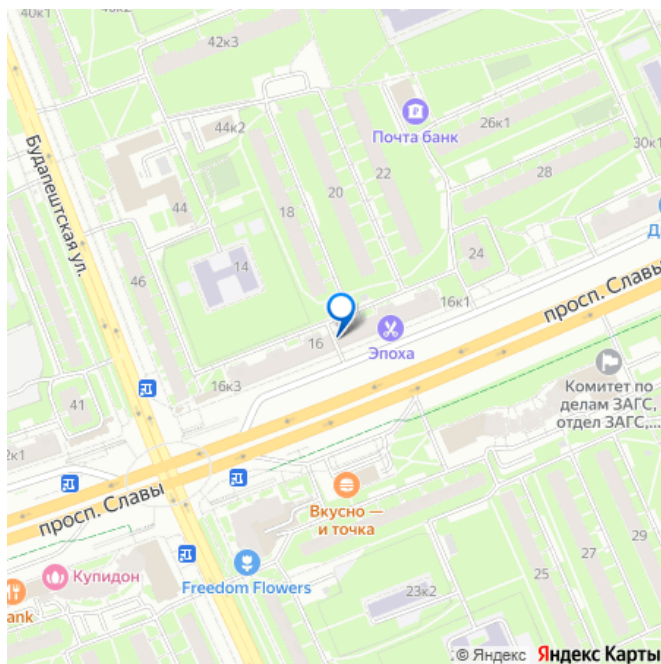 40к1
40к2
42к3
44к2
Почта банк
26к1
30к1
Будапештская ул.
20
22
28
18
44
24
Д
46
14
просп. Славы
16к1
16
Эпоха
16к3
Комитет по
делам ЗАГС,
отдел ЗАГС,...
41
2к1
просп. Славы
Вкусно —
и точка
29
27
25
Купидон
Freedom Flowers
23к2
ank
© Яндекс Яндекс Карты